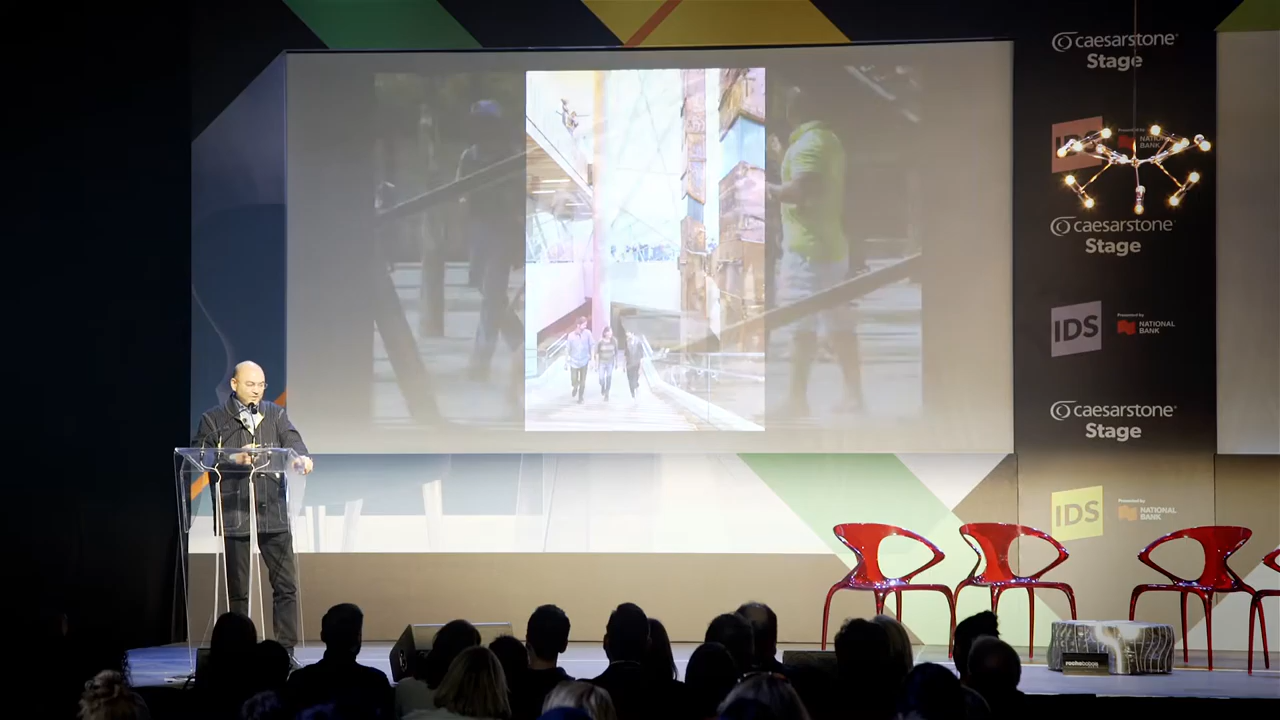 caesarstone
Stage
IDS
Presented by
NATIONAL
BANK
caesarstone
Stage
IDS
Presented by
NATIONAL
BANK
caesarstone
Stage
IDS
Presented by
NATIONAL
BANK
rochebobois